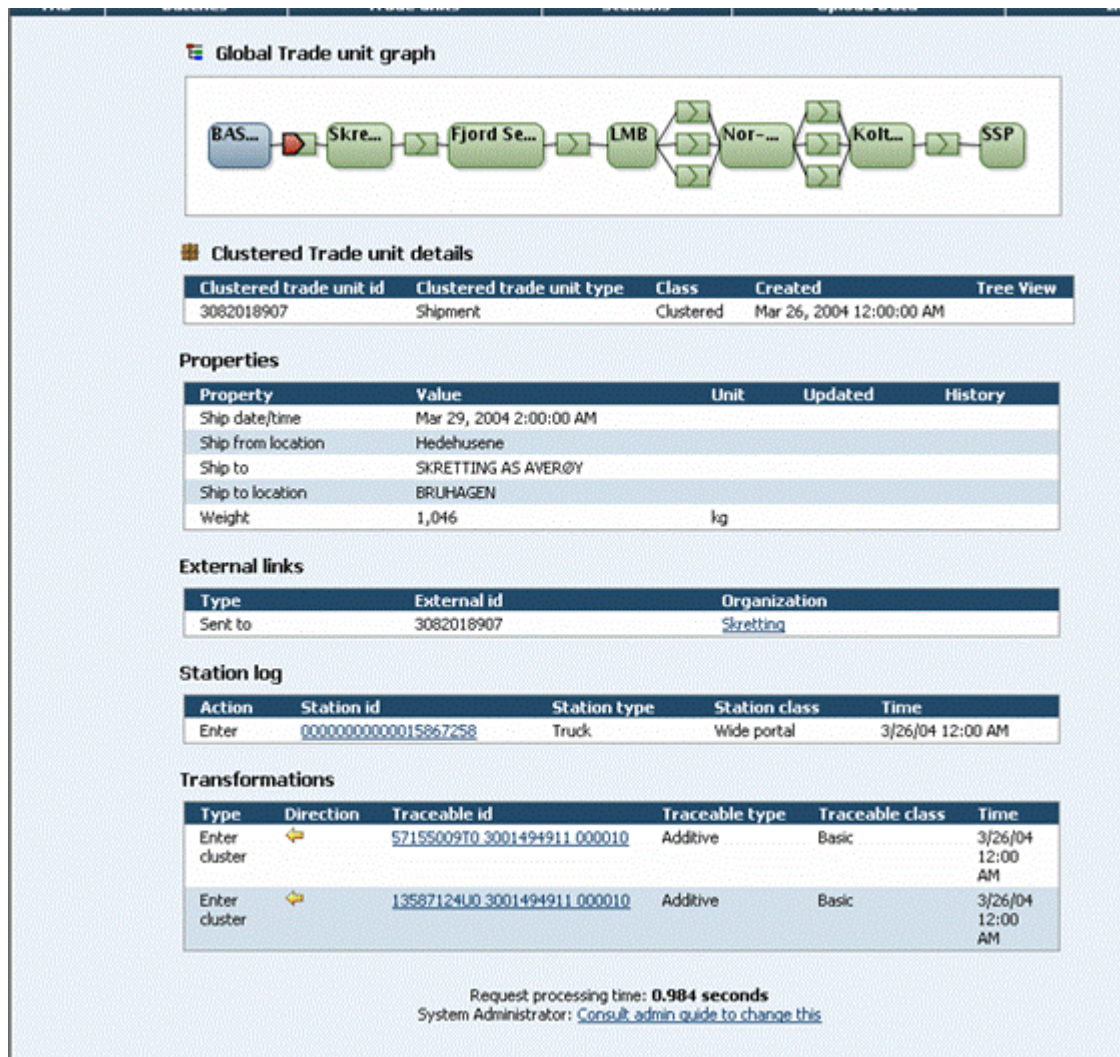 Global Trade unit graph
BAS... Skre... Fjord Se... LMB Nor-... Kolt... SSP
Clustered Trade unit details
Clustered trade unit id Clustered trade unit type Class Created Tree View
3082018907 Shipment Clustered Mar 26, 2004 12:00:00 AM
Properties
Property Value Unit Updated History
Ship date/time Mar 29, 2004 2:00:00 AM
Ship from location Hedehusene
Ship to SKRETTING AS AVERØY
Ship to location BRUHAGEN
Weight 1,046 kg
External links
Type External id Organization
Sent to 3082018907 Skretting
Station log
Action Station id Station type Station class Time
Enter 00000000000015867258 Truck Wide portal 3/26/04 12:00 AM
Transformations
Type Direction Traceable id Traceable type Traceable class Time
Enter 57155009T0 3001494911 000010 Additive Basic 3/26/04
cluster 12:00
AM
Enter 13587124U0 3001494911 000010 Additive Basic 3/26/04
cluster 12:00
AM
Request processing time: 0.984 seconds
System Administrator: Consult admin guide to change this